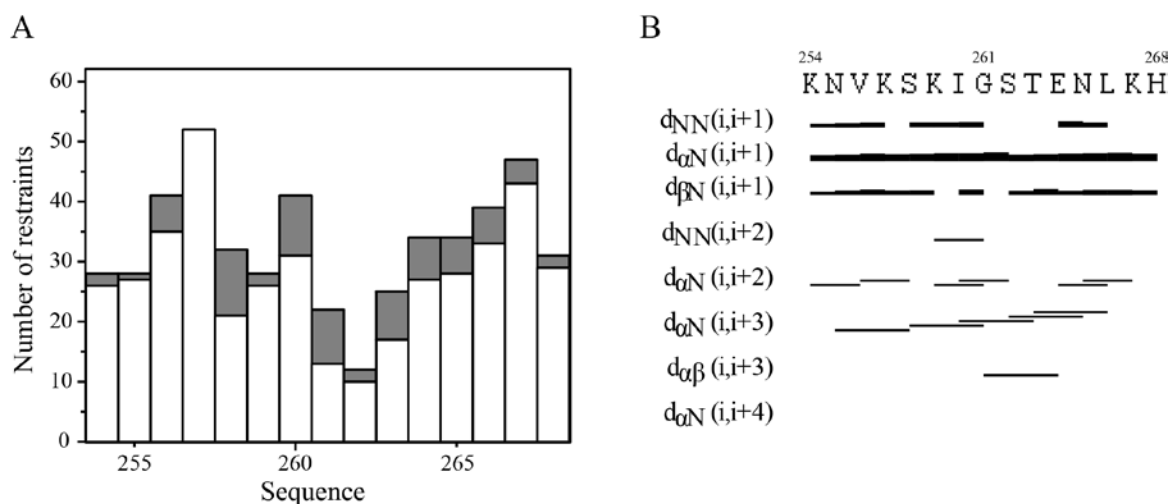 A
Number of restraints
60
50
40
30
20
10
0
255 260 265
Sequence
B
254 261 268
K N V K S K I G S T E N L K H
dNN(i,i+1)
dαN(i,i+1)
dβN(i,i+1)
dNN(i,i+2)
dαN(i,i+2)
dαN(i,i+3)
dαβ(i,i+3)
dαN(i,i+4)